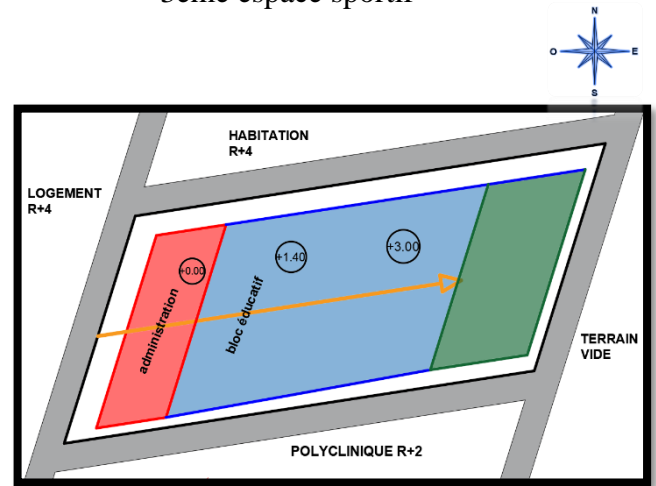 3ème espace sportif
N
O
E
S
HABITATION
R+4
LOGEMENT
R+4
+0.00
+1.40
+3.00
administration
bloc éducatif
TERRAIN
VIDE
POLYCLINIQUE R+2